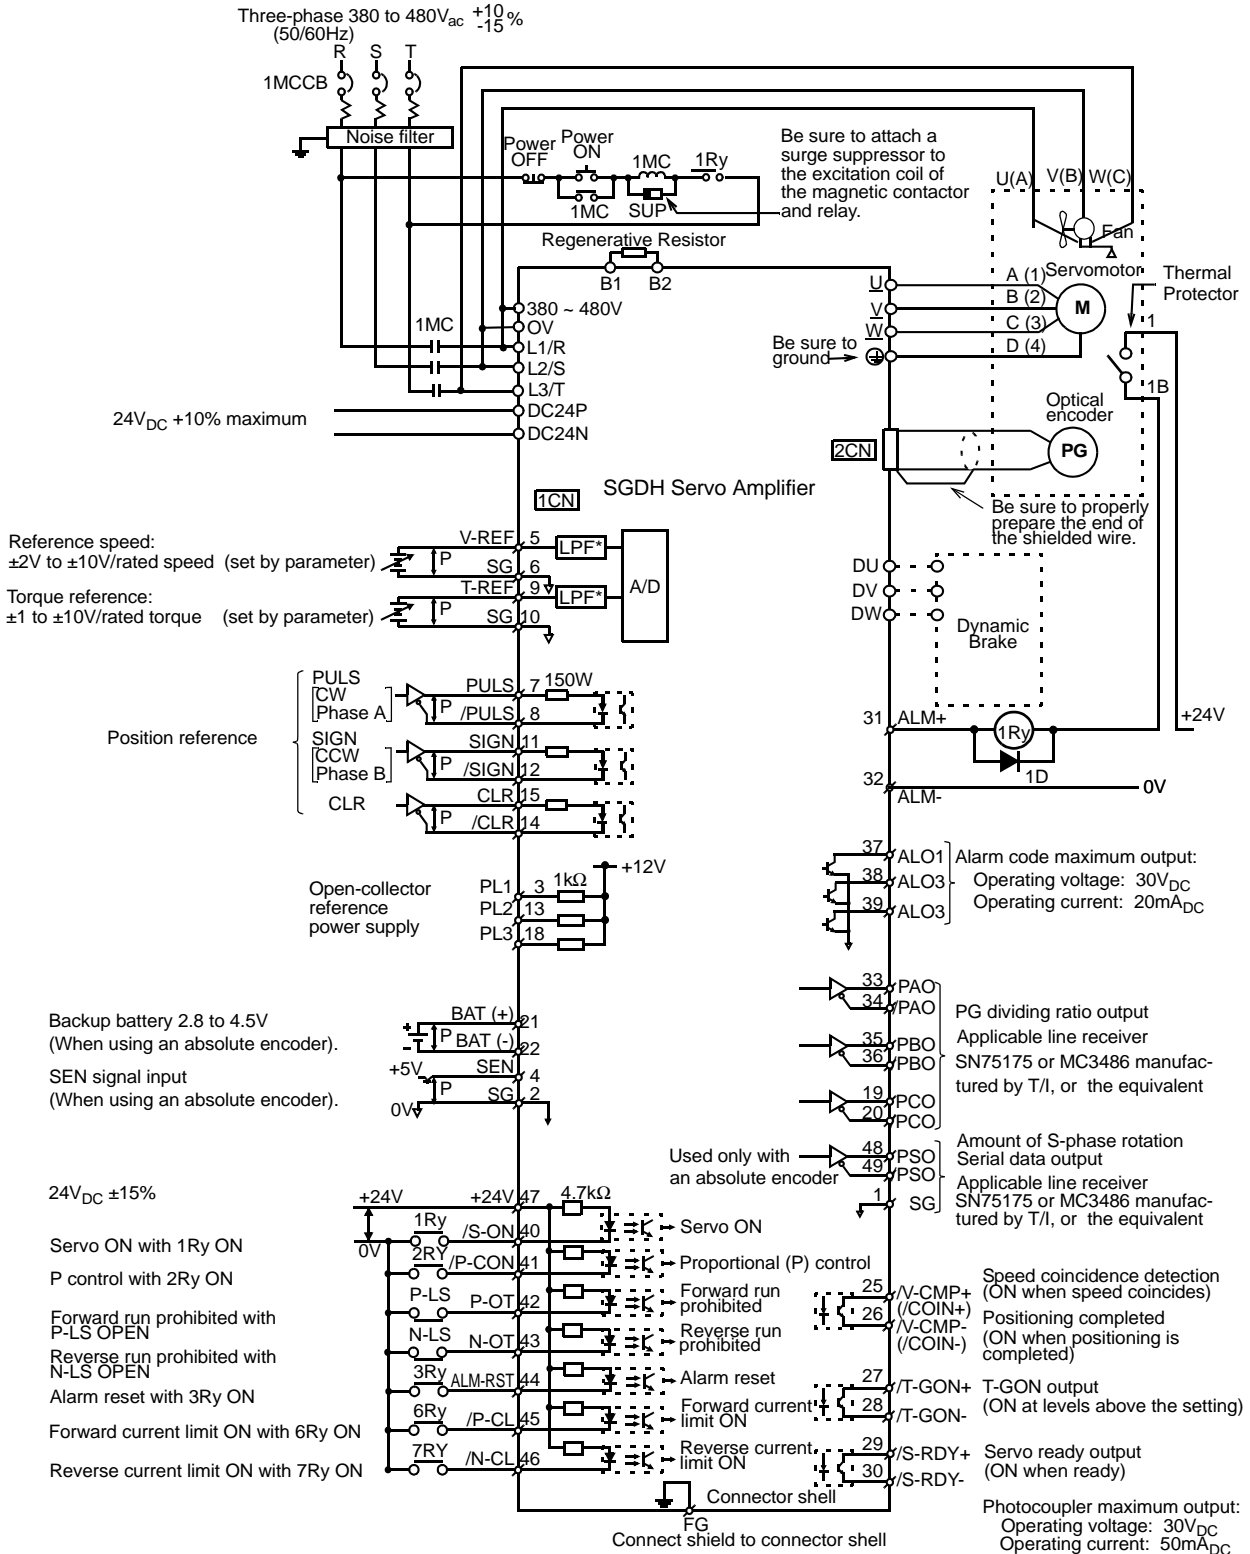 Three-phase 380 to 480Vac +10 -15 %
(50/60Hz)
R S T
1MCCB
Noise filter
Power OFF
Power ON
1MC
1Ry
1MC
SUP
Be sure to attach a
surge suppressor to
the excitation coil of
the magnetic contactor
and relay.
U(A) V(B) W(C)
Fan
Regenerative Resistor
B1 B2
380 ~ 480V
OV
1MC
L1/R
L2/S
L3/T
DC24P
DC24N
24VDC +10% maximum
U
V
W
Be sure to
ground
A (1)
B (2)
C (3)
D (4)
Servomotor
M
Thermal
Protector
1
1B
Optical
encoder
PG
2CN
Be sure to properly
prepare the end of
the shielded wire.
SGDH Servo Amplifier
1CN
Reference speed:
±2V to ±10V/rated speed (set by parameter)
P
V-REF 5
SG 6
LPF*
Torque reference:
±1 to ±10V/rated torque (set by parameter)
P
T-REF 9
SG 10
LPF*
A/D
DU
DV
DW
Dynamic
Brake
Position reference
PULS
CW
Phase A
P
PULS 7 150W
/PULS 8
SIGN
CCW
Phase B
P
SIGN 11
/SIGN 12
CLR
P
CLR 15
/CLR 14
31 ALM+
1Ry
1D
+24V
32
ALM-
0V
Open-collector
reference
power supply
PL1 3 1kΩ
PL2 13
PL3 18
+12V
37 ALO1
38 ALO3
39 ALO3
Alarm code maximum output:
Operating voltage: 30VDC
Operating current: 20mADC
33 PAO
34 /PAO
35 PBO
36 /PBO
19 PCO
20 /PCO
PG dividing ratio output
Applicable line receiver
SN75175 or MC3486 manufac-
tured by T/I, or the equivalent
Backup battery 2.8 to 4.5V
(When using an absolute encoder).
P
BAT (+) 21
BAT (-) 22
SEN signal input
(When using an absolute encoder).
+5V
0V
P
SEN 4
SG 2
Used only with
an absolute encoder
48 PSO
49 /PSO
1 SG
Amount of S-phase rotation
Serial data output
Applicable line receiver
SN75175 or MC3486 manufac-
tured by T/I, or the equivalent
24VDC ±15%
+24V
0V
+24V 47 4.7kΩ
Servo ON with 1Ry ON
1Ry
/S-ON 40
Servo ON
P control with 2Ry ON
2RY
/P-CON 41
Proportional (P) control
Forward run prohibited with
P-LS OPEN
P-LS
P-OT 42
Forward run
prohibited
Reverse run prohibited with
N-LS OPEN
N-LS
N-OT 43
Reverse run
prohibited
Alarm reset with 3Ry ON
3Ry
ALM-RST 44
Alarm reset
Forward current limit ON with 6Ry ON
6Ry
/P-CL 45
Forward current
limit ON
Reverse current limit ON with 7Ry ON
7RY
/N-CL 46
Reverse current
limit ON
25 /V-CMP+
(/COIN+)
26 /V-CMP-
(/COIN-)
Speed coincidence detection
(ON when speed coincides)
Positioning completed
(ON when positioning is
completed)
27 /T-GON+
28 /T-GON-
T-GON output
(ON at levels above the setting)
29 /S-RDY+
30 /S-RDY-
Servo ready output
(ON when ready)
Connector shell
FG
Connect shield to connector shell
Photocoupler maximum output:
Operating voltage: 30VDC
Operating current: 50mADC